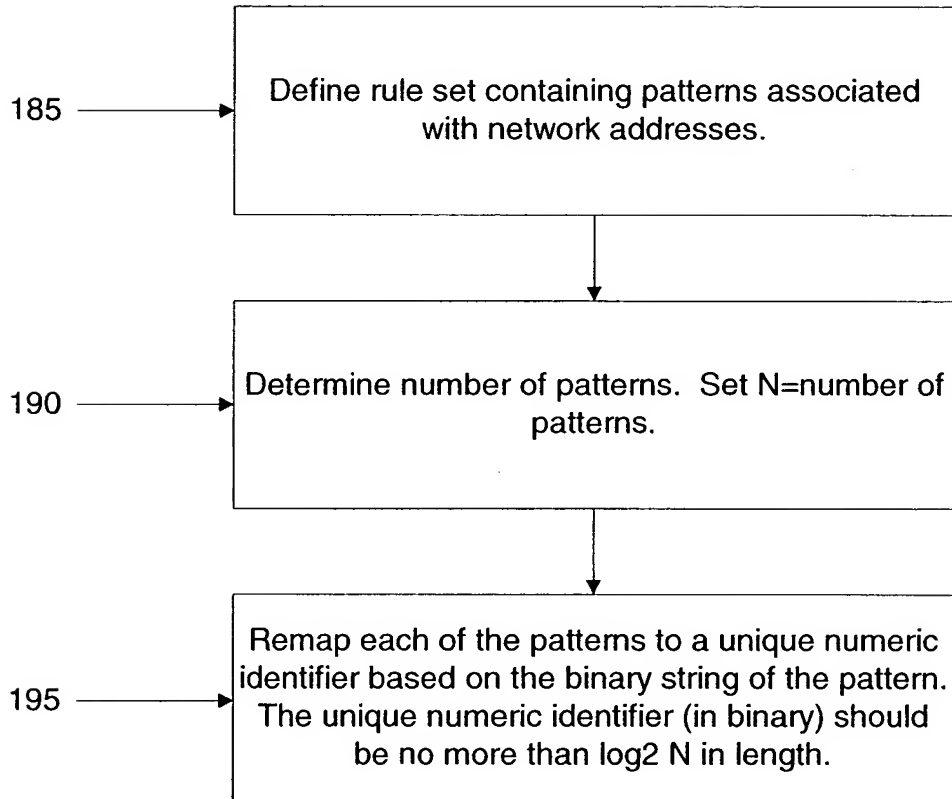 185
Define rule set containing patterns associated
with network addresses.
190
Determine number of patterns.  Set N=number of
patterns.
195
Remap each of the patterns to a unique numeric
identifier based on the binary string of the pattern.
The unique numeric identifier (in binary) should
be no more than log2 N in length.